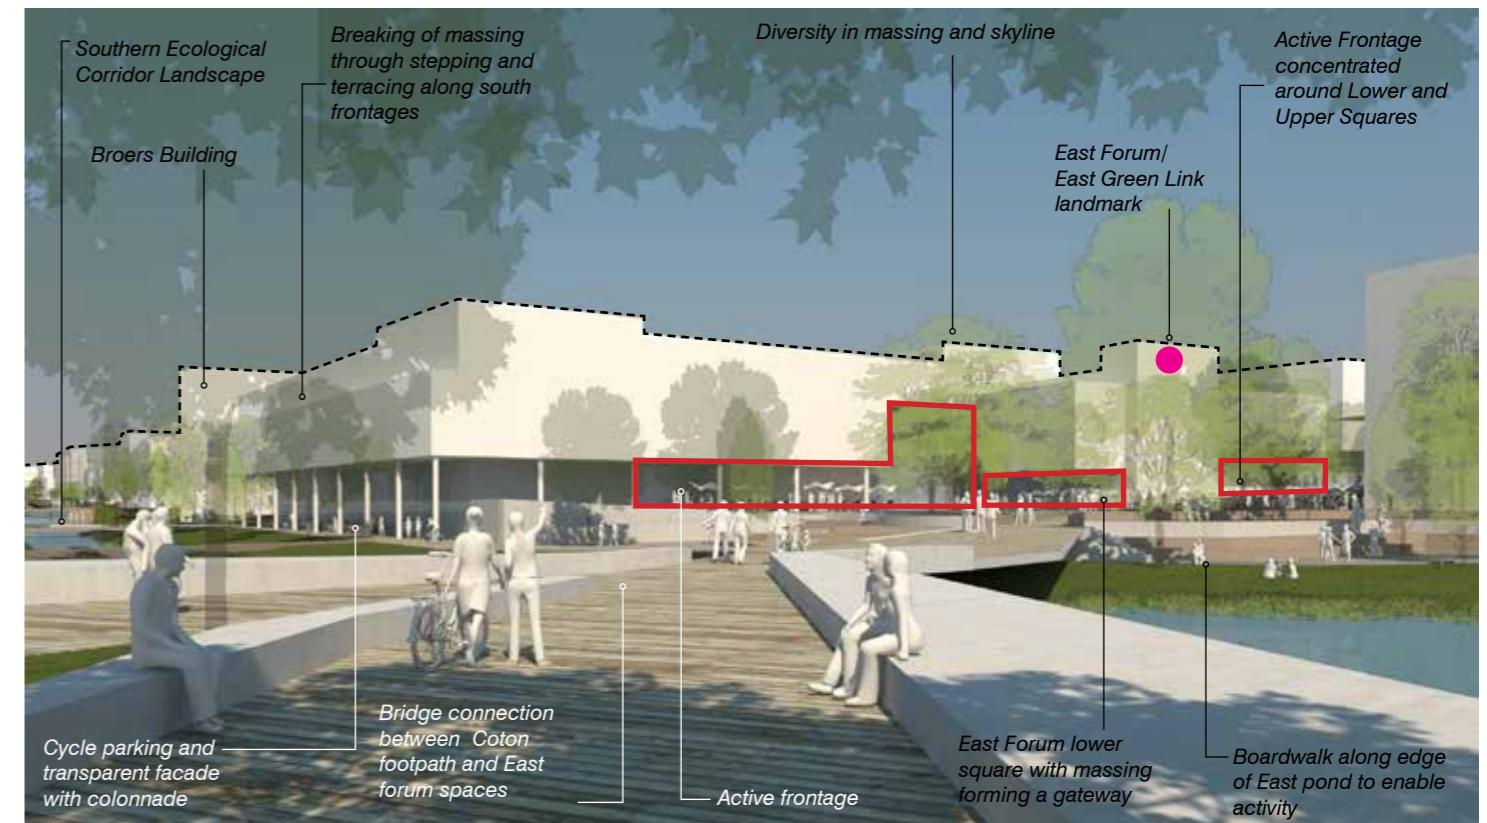 Southern Ecological
Corridor Landscape
Breaking of massing
through stepping and
terracing along south
frontages
Broers Building
Diversity in massing and skyline
Active Frontage
concentrated
around Lower and
Upper Squares
East Forum/
East Green Link
landmark
Cycle parking and
transparent facade
with colonnade
Bridge connection
between Coton
footpath and East
forum spaces
Active frontage
East Forum lower
square with massing
forming a gateway
Boardwalk along edge
of East pond to enable
activity